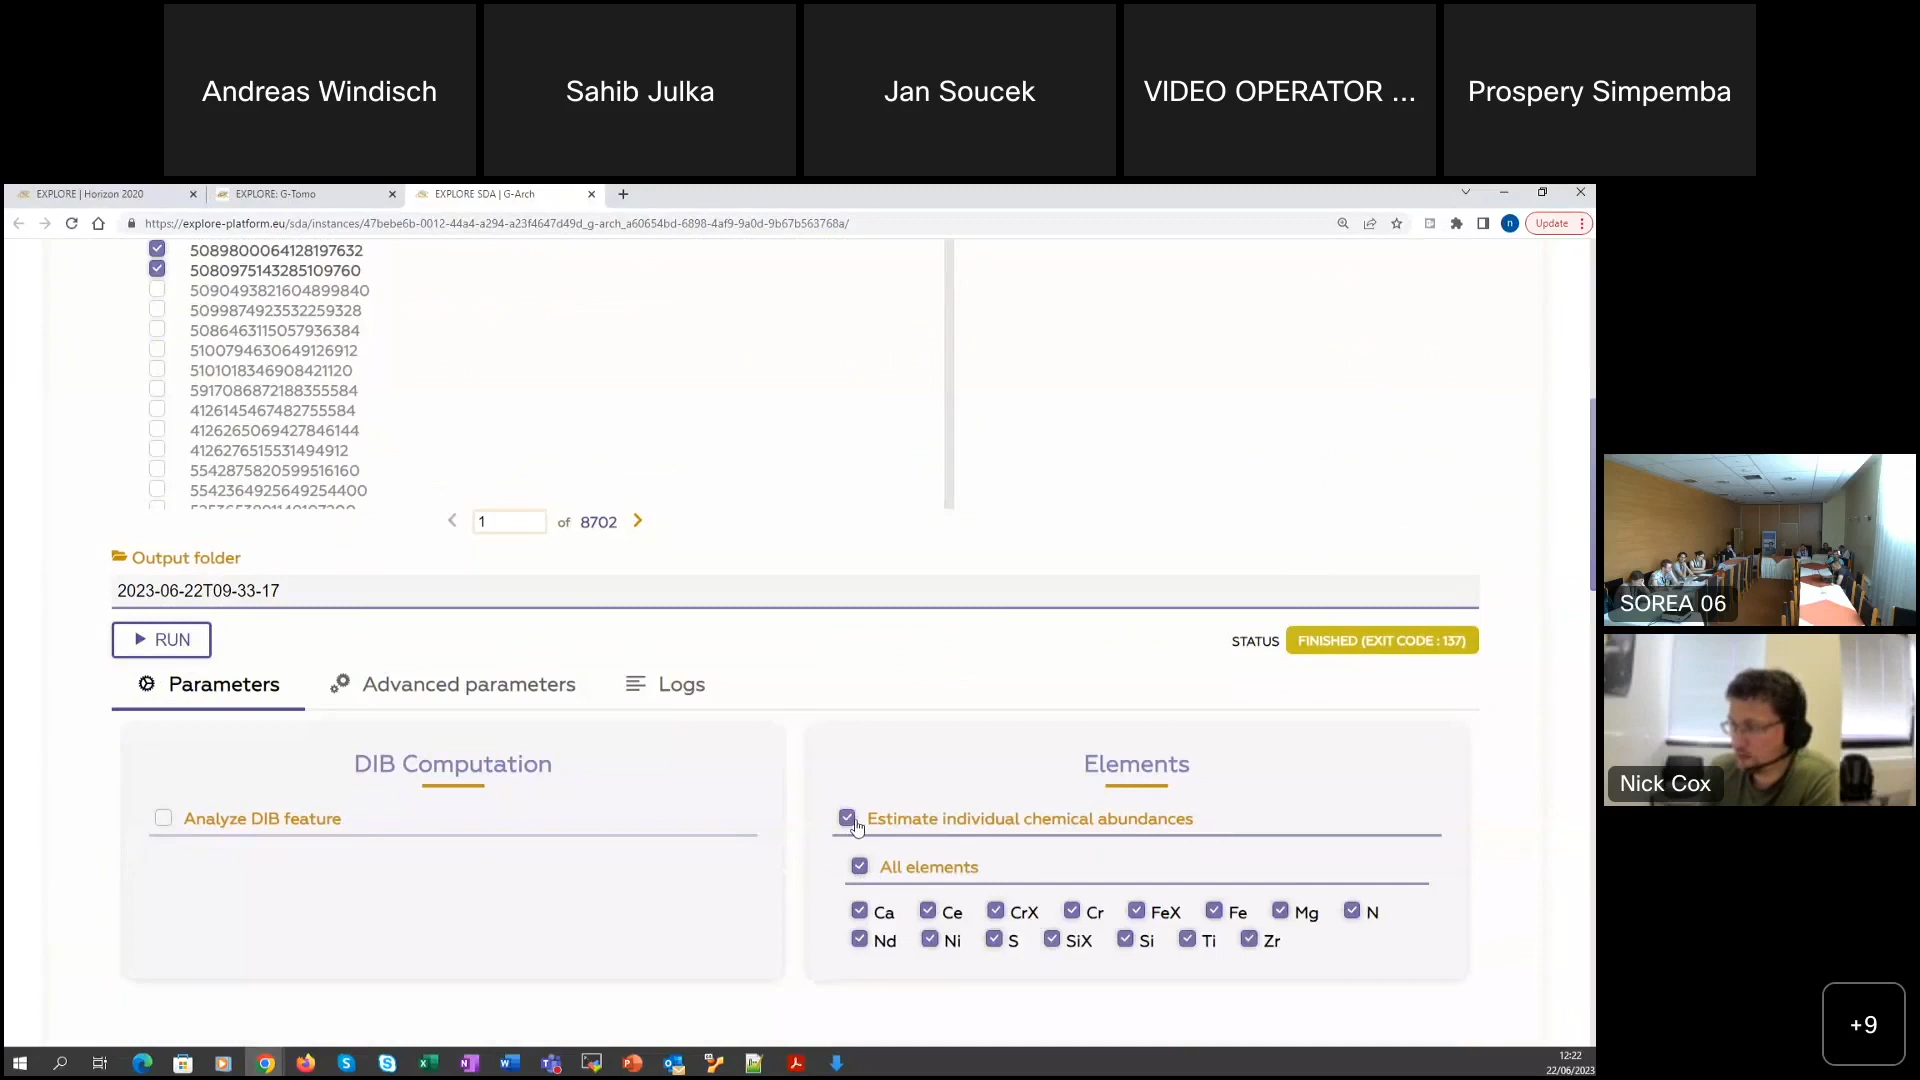 Andreas Windisch
Sahib Julka
Jan Soucek
VIDEO OPERATOR ...
Prospery Simpemba
EXPLORE | Horizon 2020
EXPLORE: G-Tomo
EXPLORE SDA | G-Arch
https://explore-platform.eu/sda/instances/47bebe6b-0012-44a4-a294-a23f4647d49d_g-arch_a60654bd-6898-4af9-9a0d-9b67b563768a/
n
Update
5089800064128197632
5080975143285109760
5090493821604899840
5099874923532259328
5086463115057936384
5100794630649126912
5101018346908421120
5917086872188355584
4126145467482755584
4126265069427846144
4126276515531494912
5542875820599516160
5542364925649254400
1 of 8702
Output folder
2023-06-22T09-33-17
RUN
STATUS FINISHED (EXIT CODE : 137)
Parameters
Advanced parameters
Logs
DIB Computation
Analyze DIB feature
Elements
Estimate individual chemical abundances
All elements
Ca Ce CrX Cr FeX Fe Mg N
Nd Ni S SiX Si Ti Zr
SOREA 06
Nick Cox
+9
12:22
22/06/2023